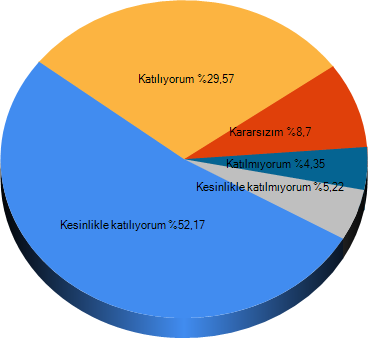 Katılıyorum %29,57
Kararsızım %8,7
Katılmıyorum %4,35
Kesinlikle katılmıyorum %5,22
Kesinlikle katılıyorum %52,17